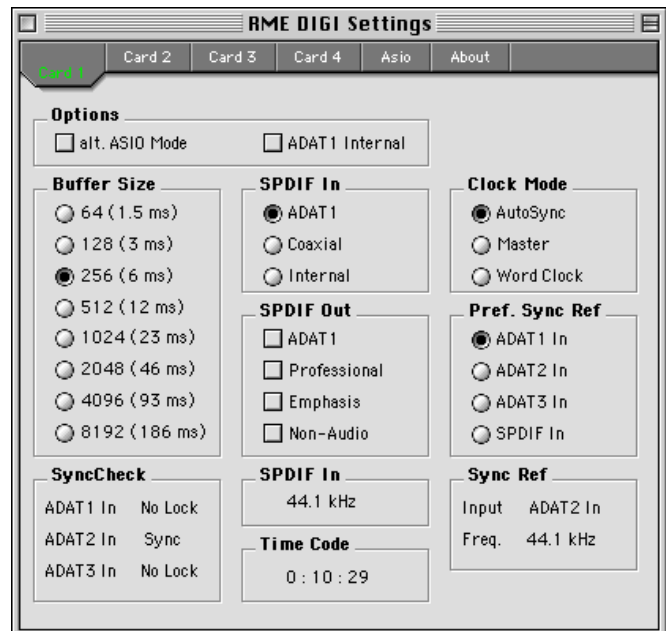 RME DIGI Settings
Card 1
Card 2
Card 3
Card 4
Asio
About
Options
alt. ASIO Mode
ADAT1 Internal
Buffer Size
64 (1.5 ms)
128 (3 ms)
256 (6 ms)
512 (12 ms)
1024 (23 ms)
2048 (46 ms)
4096 (93 ms)
8192 (186 ms)
SPDIF In
ADAT1
Coaxial
Internal
Clock Mode
AutoSync
Master
Word Clock
SPDIF Out
ADAT1
Professional
Emphasis
Non-Audio
Pref. Sync Ref
ADAT1 In
ADAT2 In
ADAT3 In
SPDIF In
SyncCheck
ADAT1 In No Lock
ADAT2 In Sync
ADAT3 In No Lock
SPDIF In
44.1 kHz
Time Code
0 : 10 : 29
Sync Ref
Input ADAT2 In
Freq. 44.1 kHz